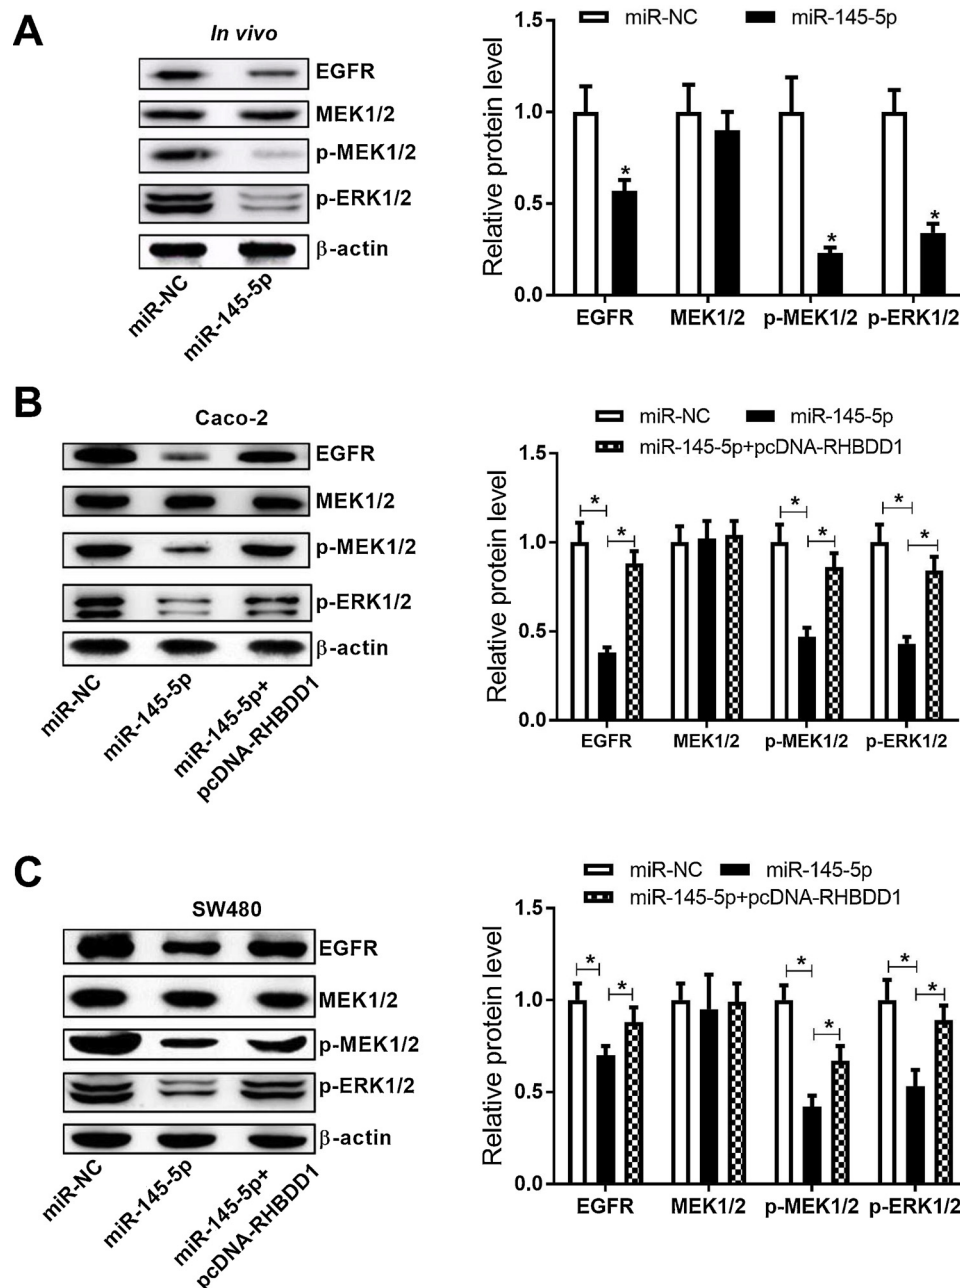 A
In vivo
EGFR
MEK1/2
p-MEK1/2
p-ERK1/2
β-actin
miR-NC
miR-145-5p
miR-NC miR-145-5p
Relative protein level
1.5
1.0
0.5
0.0
*
*
*
EGFR MEK1/2 p-MEK1/2 p-ERK1/2
B
Caco-2
EGFR
MEK1/2
p-MEK1/2
p-ERK1/2
β-actin
miR-NC
miR-145-5p
miR-145-5p+
pcDNA-RHBDD1
miR-NC miR-145-5p
miR-145-5p+pcDNA-RHBDD1
Relative protein level
1.5
1.0
0.5
0.0
* * *
* * *
EGFR MEK1/2 p-MEK1/2 p-ERK1/2
C
SW480
EGFR
MEK1/2
p-MEK1/2
p-ERK1/2
β-actin
miR-NC
miR-145-5p
miR-145-5p+
pcDNA-RHBDD1
miR-NC miR-145-5p
miR-145-5p+pcDNA-RHBDD1
Relative protein level
1.5
1.0
0.5
0.0
* * *
* * *
EGFR MEK1/2 p-MEK1/2 p-ERK1/2